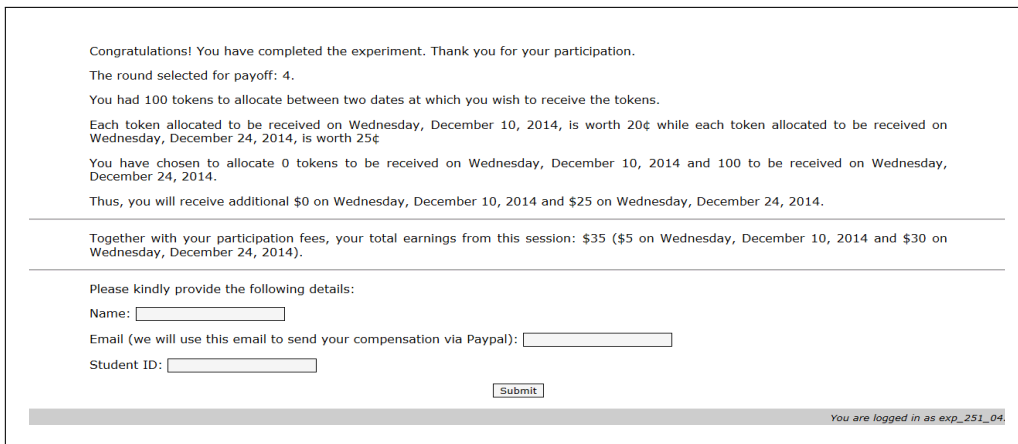 Congratulations! You have completed the experiment. Thank you for your participation.
The round selected for payoff: 4.
You had 100 tokens to allocate between two dates at which you wish to receive the tokens.
Each token allocated to be received on Wednesday, December 10, 2014, is worth 20¢ while each token allocated to be received on
Wednesday, December 24, 2014, is worth 25¢
You have chosen to allocate 0 tokens to be received on Wednesday, December 10, 2014 and 100 to be received on Wednesday,
December 24, 2014.
Thus, you will receive additional $0 on Wednesday, December 10, 2014 and $25 on Wednesday, December 24, 2014.
Together with your participation fees, your total earnings from this session: $35 ($5 on Wednesday, December 10, 2014 and $30 on
Wednesday, December 24, 2014).
Please kindly provide the following details:
Name:
Email (we will use this email to send your compensation via Paypal):
Student ID:
Submit
You are logged in as exp_251_04.